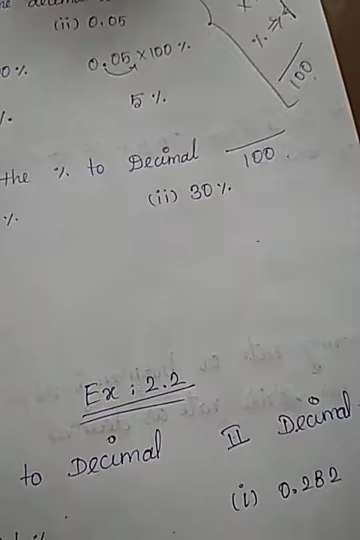 (ii) 0.05
0.05 × 100 %
0%
5 %
% ⇒
100
the % to Decimal
100
(ii) 30 %
%
Ex : 2.2
to Decimal
II Decimal
(i) 0.282